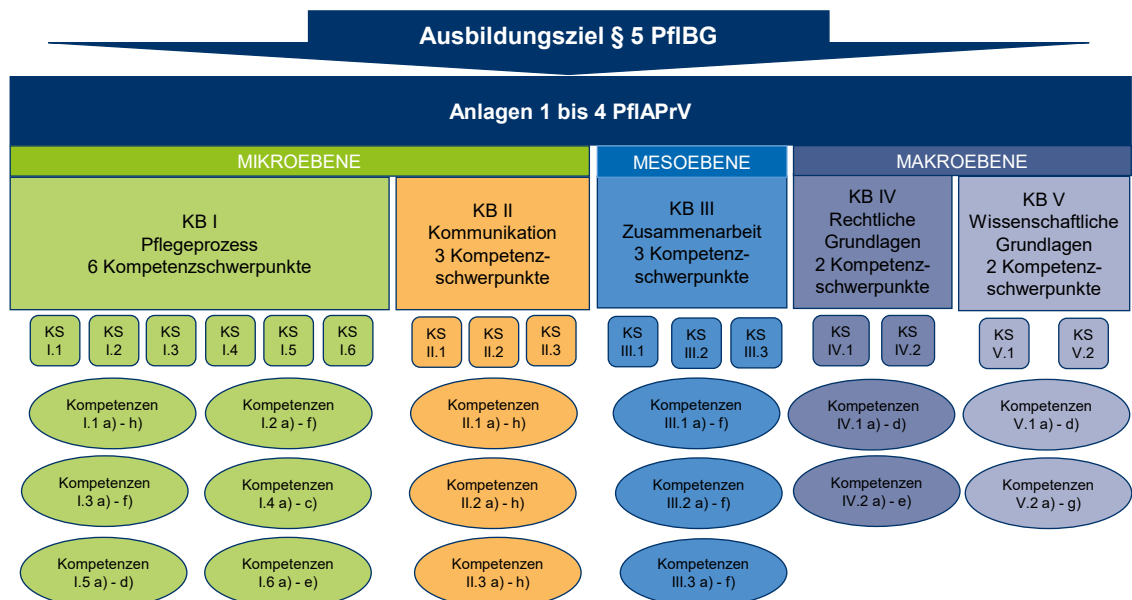 Ausbildungsziel § 5 PflBG
Anlagen 1 bis 4 PflAPrV
MIKROEBENE
MESOEBENE
MAKROEBENE
KB I
Pflegeprozess
6 Kompetenzschwerpunkte
KB II
Kommunikation
3 Kompetenz-
schwerpunkte
KB III
Zusammenarbeit
3 Kompetenz-
schwerpunkte
KB IV
Rechtliche
Grundlagen
2 Kompetenz-
schwerpunkte
KB V
Wissenschaftliche
Grundlagen
2 Kompetenz-
schwerpunkte
KS
I.1
KS
I.2
KS
I.3
KS
I.4
KS
I.5
KS
I.6
KS
II.1
KS
II.2
KS
II.3
KS
III.1
KS
III.2
KS
III.3
KS
IV.1
KS
IV.2
KS
V.1
KS
V.2
Kompetenzen
I.1 a) - h)
Kompetenzen
I.2 a) - f)
Kompetenzen
II.1 a) - h)
Kompetenzen
III.1 a) - f)
Kompetenzen
IV.1 a) - d)
Kompetenzen
V.1 a) - d)
Kompetenzen
I.3 a) - f)
Kompetenzen
I.4 a) - c)
Kompetenzen
II.2 a) - h)
Kompetenzen
III.2 a) - f)
Kompetenzen
IV.2 a) - e)
Kompetenzen
V.2 a) - g)
Kompetenzen
I.5 a) - d)
Kompetenzen
I.6 a) - e)
Kompetenzen
II.3 a) - h)
Kompetenzen
III.3 a) - f)